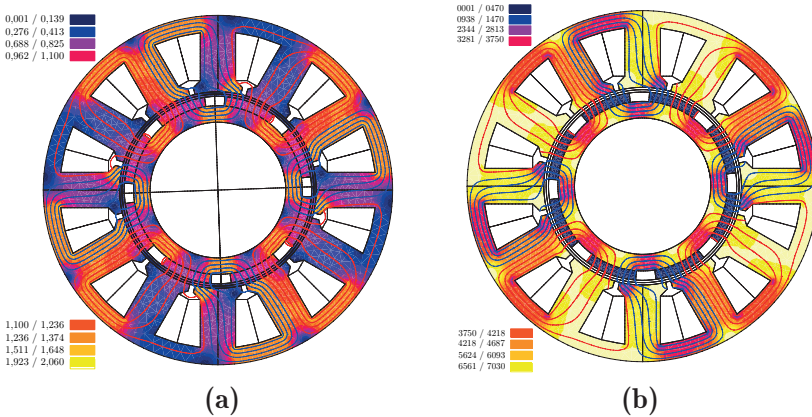 0,001 / 0,139
0,276 / 0,413
0,688 / 0,825
0,962 / 1,100
1,100 / 1,236
1,236 / 1,374
1,511 / 1,648
1,923 / 2,060
(a)
0001 / 0470
0938 / 1470
2344 / 2813
3281 / 3750
3750 / 4218
4218 / 4687
5624 / 6093
6561 / 7030
(b)